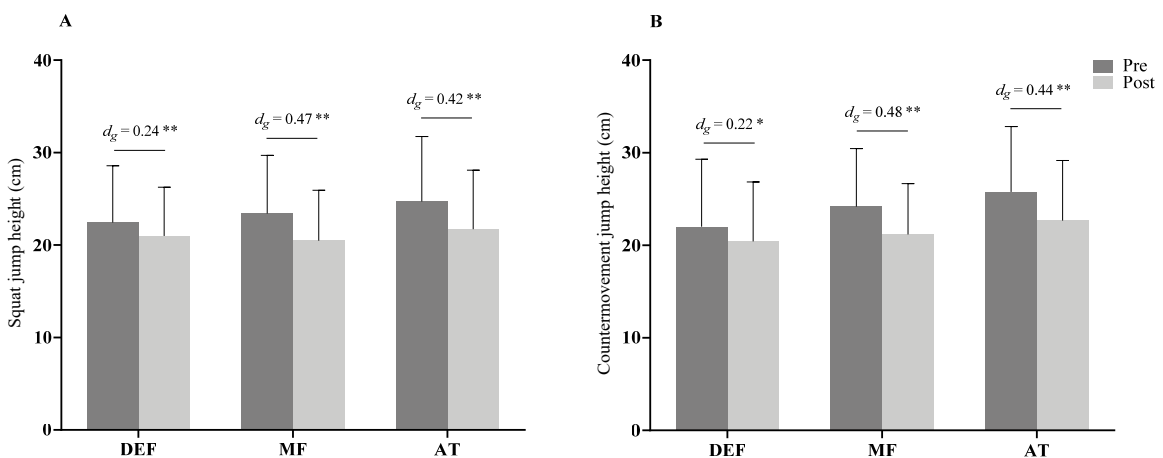 A
Squat jump height (cm)
40
30
20
10
0
dg = 0.24 **
dg = 0.47 **
dg = 0.42 **
DEF MF AT
B
Countermovement jump height (cm)
40
30
20
10
0
dg = 0.22 *
dg = 0.48 **
dg = 0.44 **
DEF MF AT
Pre
Post